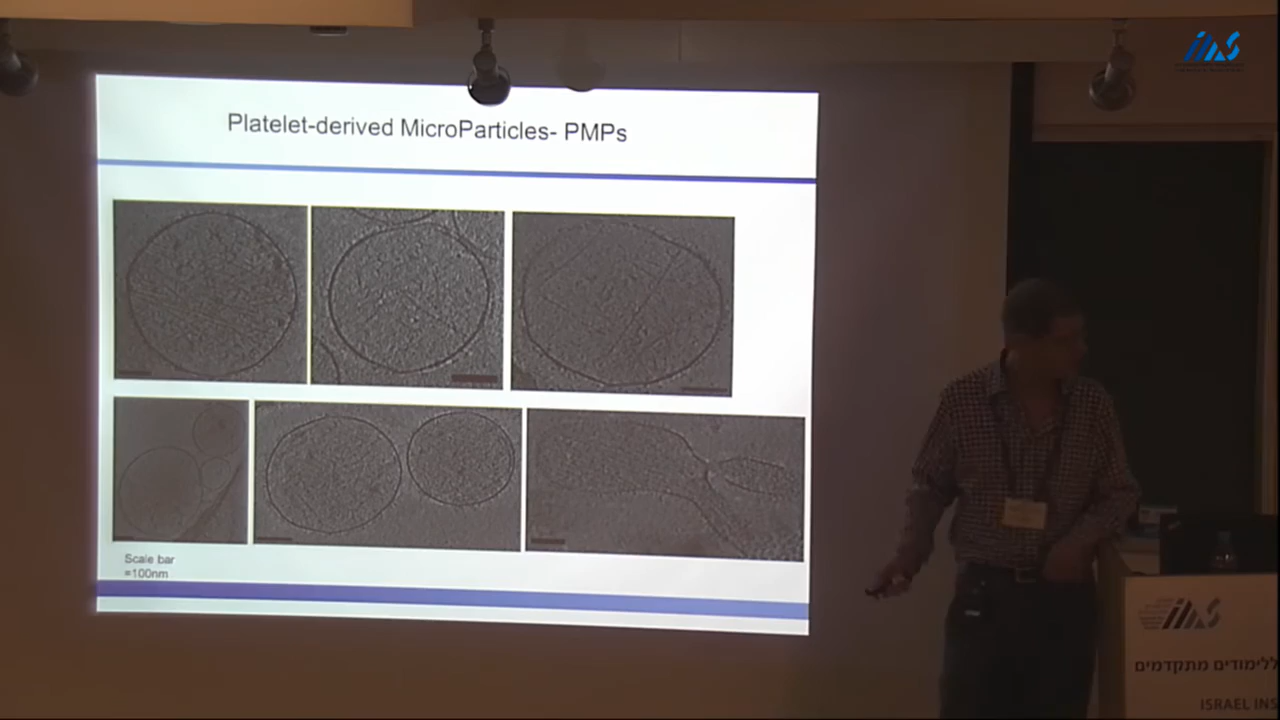 IIAS
Platelet-derived MicroParticles- PMPs
Scale bar
=100nm
IIAS
ללימודים מתקדמים
ISRAEL INS